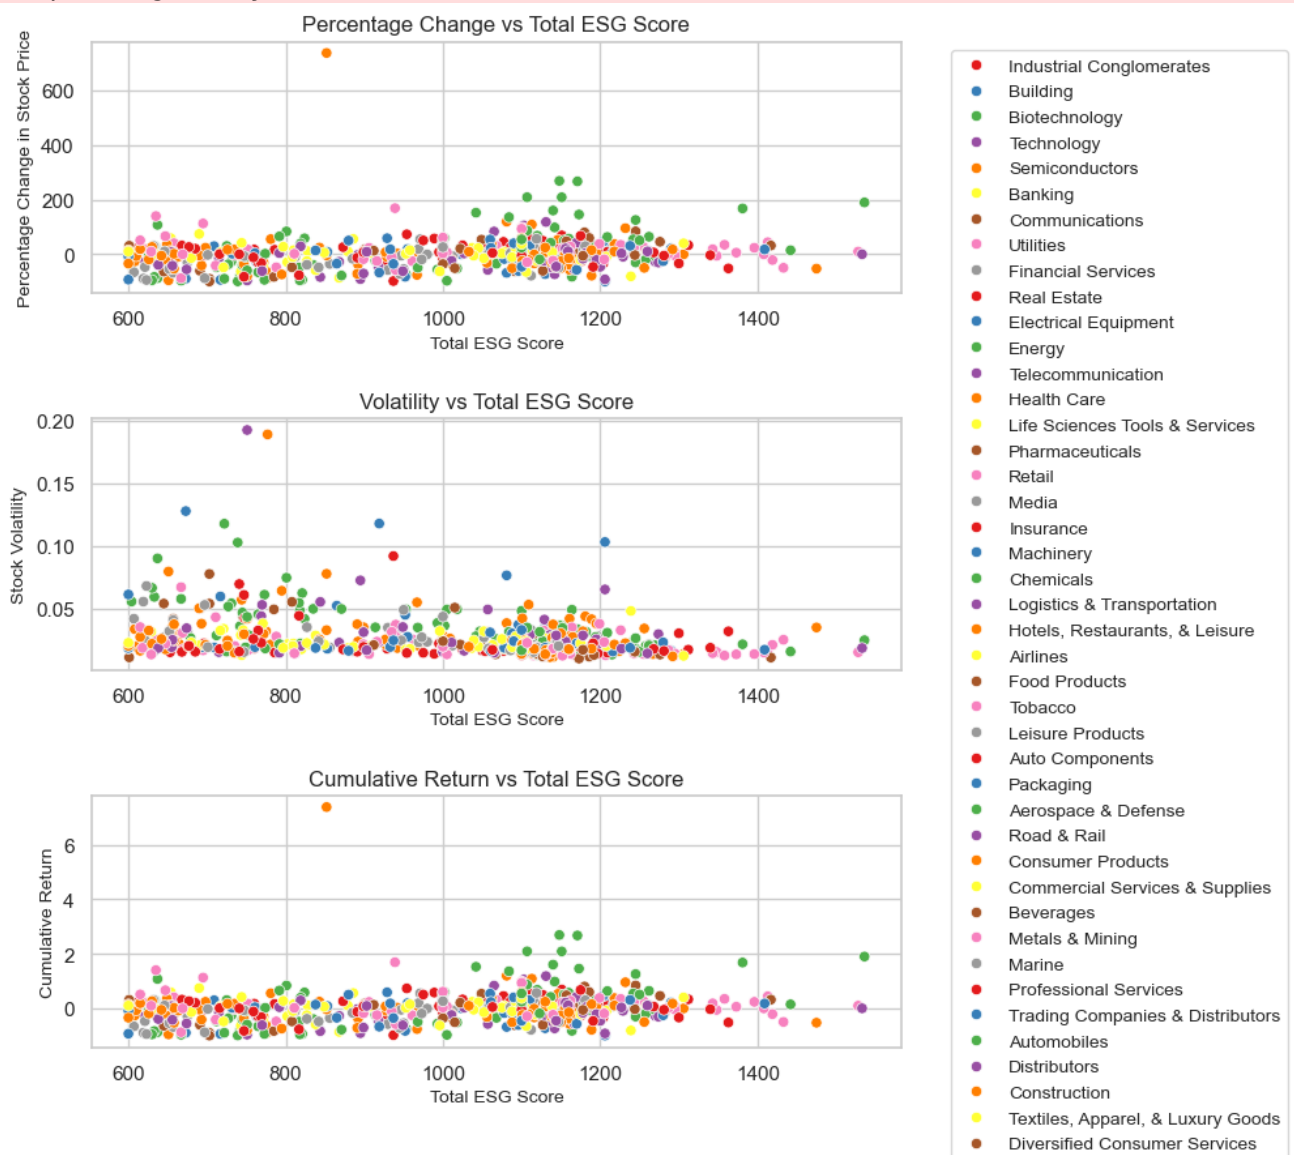 Percentage Change vs Total ESG Score
Percentage Change in Stock Price
600
400
200
0
600 800 1000 1200 1400
Total ESG Score
Volatility vs Total ESG Score
Stock Volatility
0.20
0.15
0.10
0.05
600 800 1000 1200 1400
Total ESG Score
Cumulative Return vs Total ESG Score
Cumulative Return
6
4
2
0
600 800 1000 1200 1400
Total ESG Score
Industrial Conglomerates
Building
Biotechnology
Technology
Semiconductors
Banking
Communications
Utilities
Financial Services
Real Estate
Electrical Equipment
Energy
Telecommunication
Health Care
Life Sciences Tools & Services
Pharmaceuticals
Retail
Media
Insurance
Machinery
Chemicals
Logistics & Transportation
Hotels, Restaurants, & Leisure
Airlines
Food Products
Tobacco
Leisure Products
Auto Components
Packaging
Aerospace & Defense
Road & Rail
Consumer Products
Commercial Services & Supplies
Beverages
Metals & Mining
Marine
Professional Services
Trading Companies & Distributors
Automobiles
Distributors
Construction
Textiles, Apparel, & Luxury Goods
Diversified Consumer Services